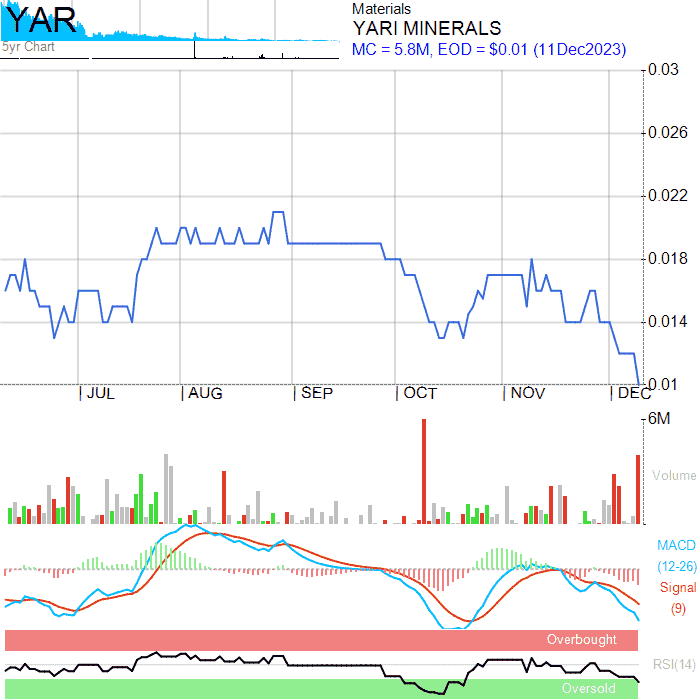 YAR
5yr Chart
Materials
YARI MINERALS
MC = 5.8M, EOD = $0.01 (11Dec2023)
0.03
0.026
0.022
0.018
0.014
0.01
| JUL | AUG | SEP | OCT | NOV | DEC
6M
Volume
MACD
(12-26)
Signal
(9)
Overbought
RSI(14)
Oversold